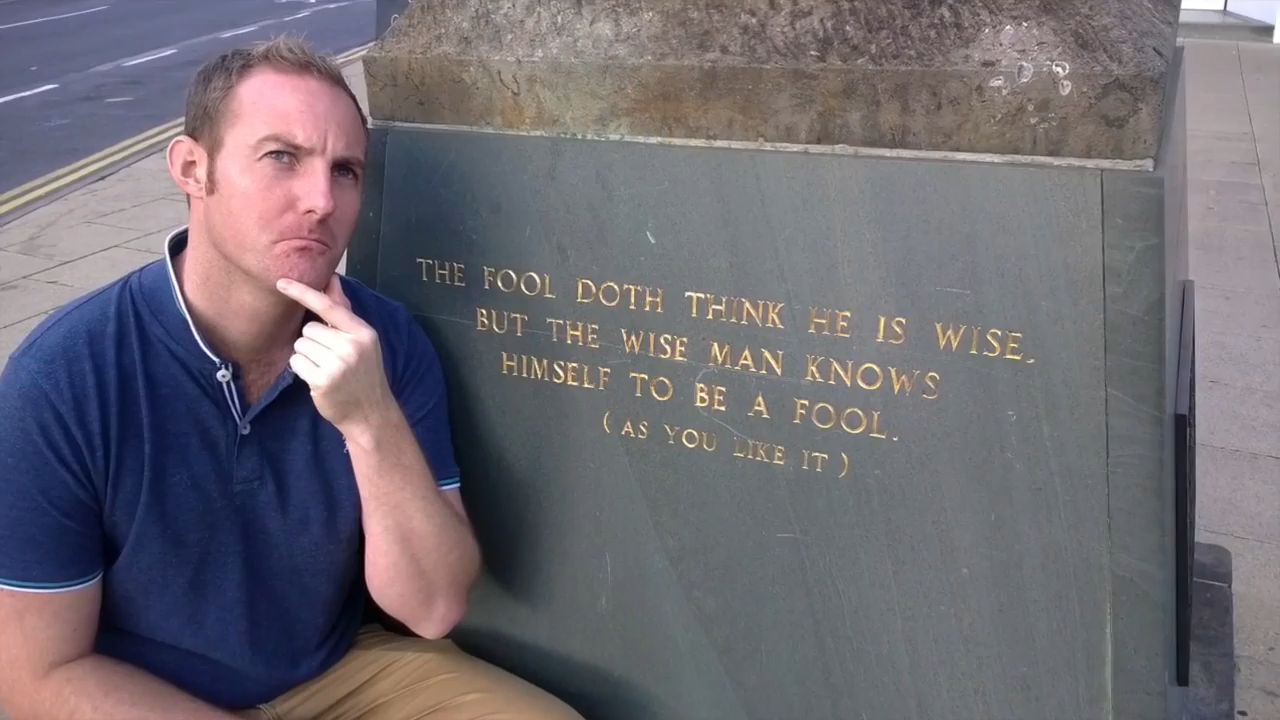 THE FOOL DOTH THINK HE IS WISE,
BUT THE WISE MAN KNOWS
HIMSELF TO BE A FOOL.
(AS YOU LIKE IT)